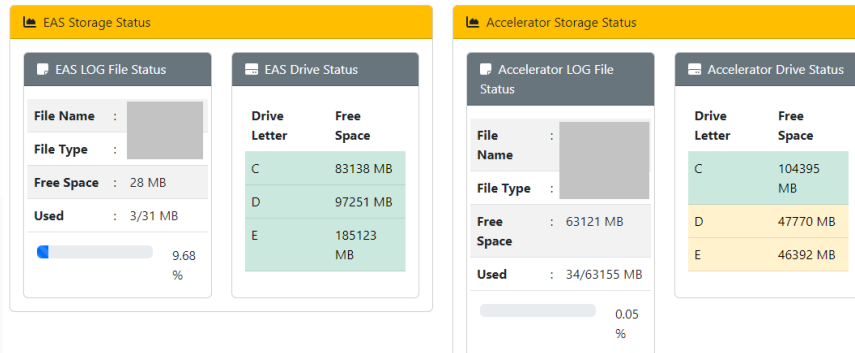 EAS Storage Status
EAS LOG File Status
File Name :
File Type :
Free Space : 28 MB
Used : 3/31 MB
9.68
%
EAS Drive Status
Drive Free
Letter Space
C 83138 MB
D 97251 MB
E 185123
MB
Accelerator Storage Status
Accelerator LOG File
Status
File :
Name
File Type :
Free : 63121 MB
Space
Used : 34/63155 MB
0.05
%
Accelerator Drive Status
Drive Free
Letter Space
C 104395
MB
D 47770 MB
E 46392 MB